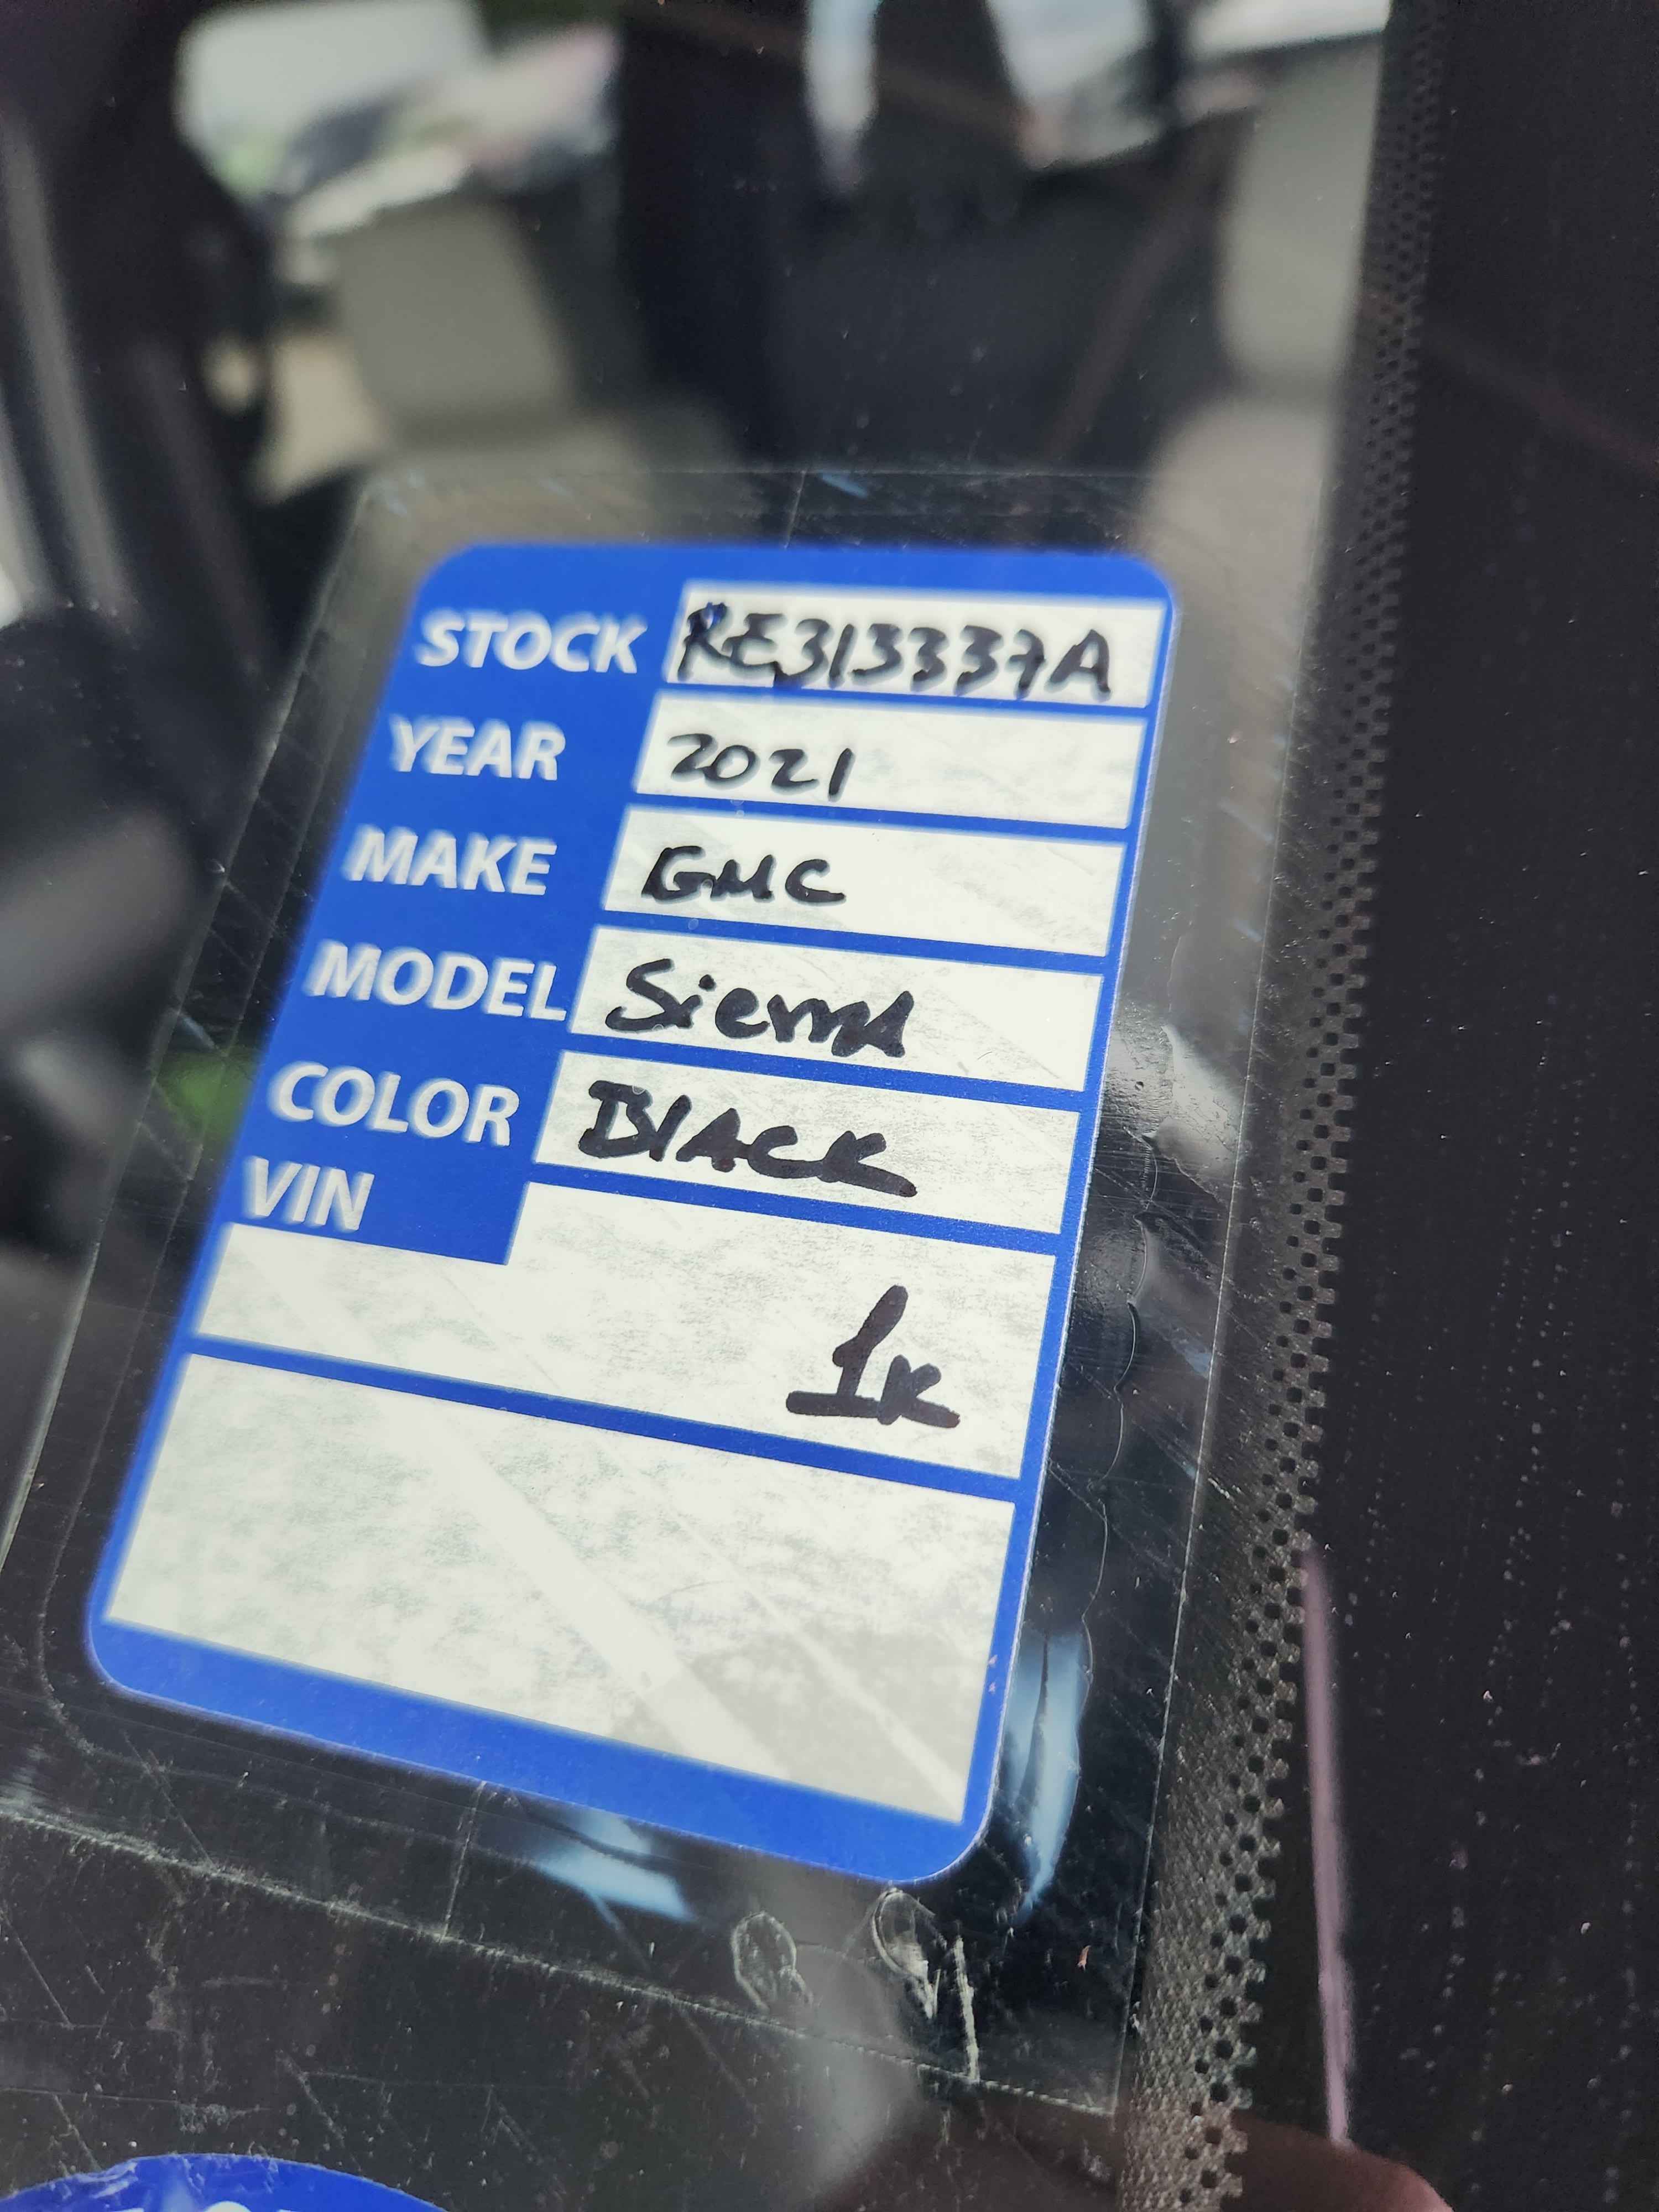 STOCK RE313337A
YEAR 2021
MAKE GMC
MODEL Sierra
COLOR BlACK
VIN
1K